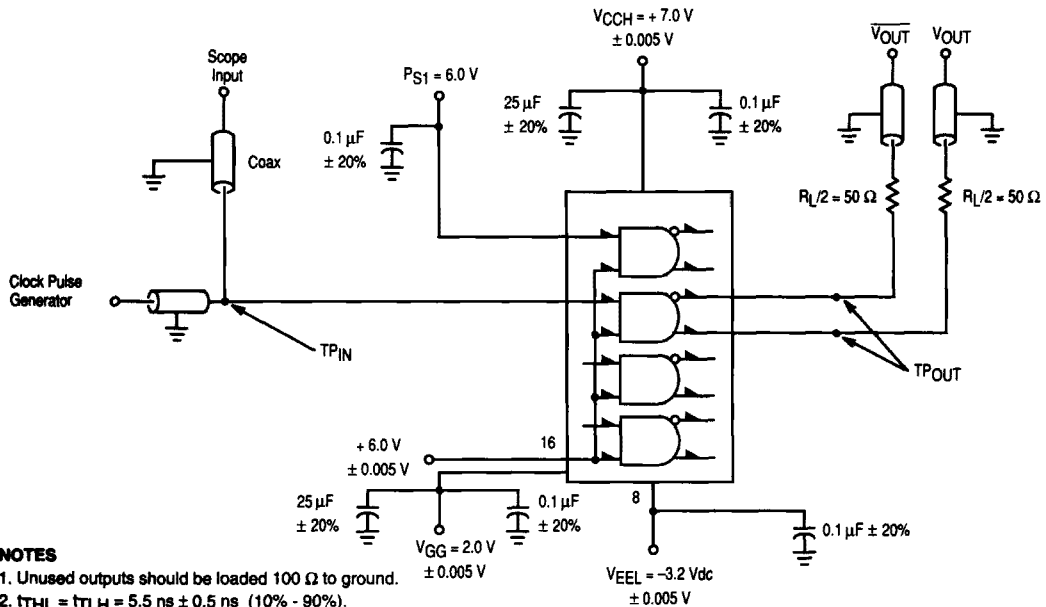 Scope
Input
Coax
Clock Pulse
Generator
TPIN
PS1 = 6.0 V
0.1 µF
± 20%
VCCH = + 7.0 V
± 0.005 V
25 µF
± 20%
0.1 µF
± 20%
VOUT
VOUT
RL/2 = 50 Ω
RL/2 = 50 Ω
TPOUT
+ 6.0 V
± 0.005 V
16
25 µF
± 20%
0.1 µF
± 20%
VGG = 2.0 V
± 0.005 V
8
0.1 µF ± 20%
VEEL = –3.2 Vdc
± 0.005 V
NOTES
1. Unused outputs should be loaded 100 Ω to ground.
2. tTHL = tTLH = 5.5 ns ± 0.5 ns (10% - 90%).